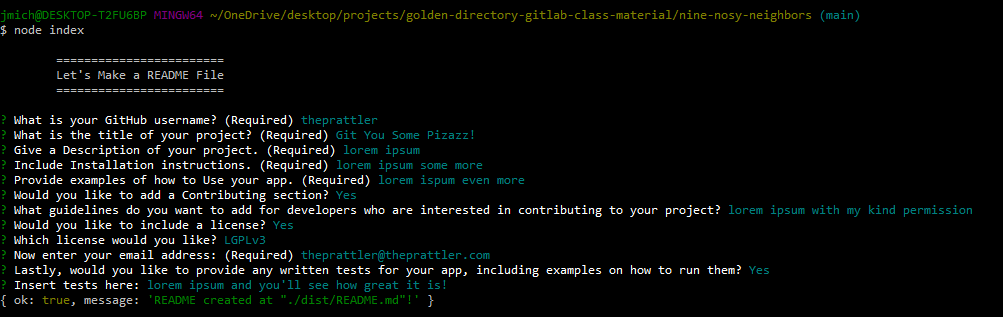 jmich@DESKTOP-T2FU6BP MINGW64 ~/OneDrive/desktop/projects/golden-directory-gitlab-class-material/nine-nosy-neighbors (main)
$ node index
========================
Let's Make a README File
========================
? What is your GitHub username? (Required) theprattler
? What is the title of your project? (Required) Git You Some Pizazz!
? Give a Description of your project. (Required) lorem ipsum
? Include Installation instructions. (Required) lorem ipsum some more
? Provide examples of how to Use your app. (Required) lorem ispum even more
? Would you like to add a Contributing section? Yes
? What guidelines do you want to add for developers who are interested in contributing to your project? lorem ipsum with my kind permission
? Would you like to include a license? Yes
? Which license would you like? LGPLv3
? Now enter your email address: (Required) theprattler@theprattler.com
? Lastly, would you like to provide any written tests for your app, including examples on how to run them? Yes
? Insert tests here: lorem ipsum and you'll see how great it is!
{ ok: true, message: 'README created at "./dist/README.md"!' }